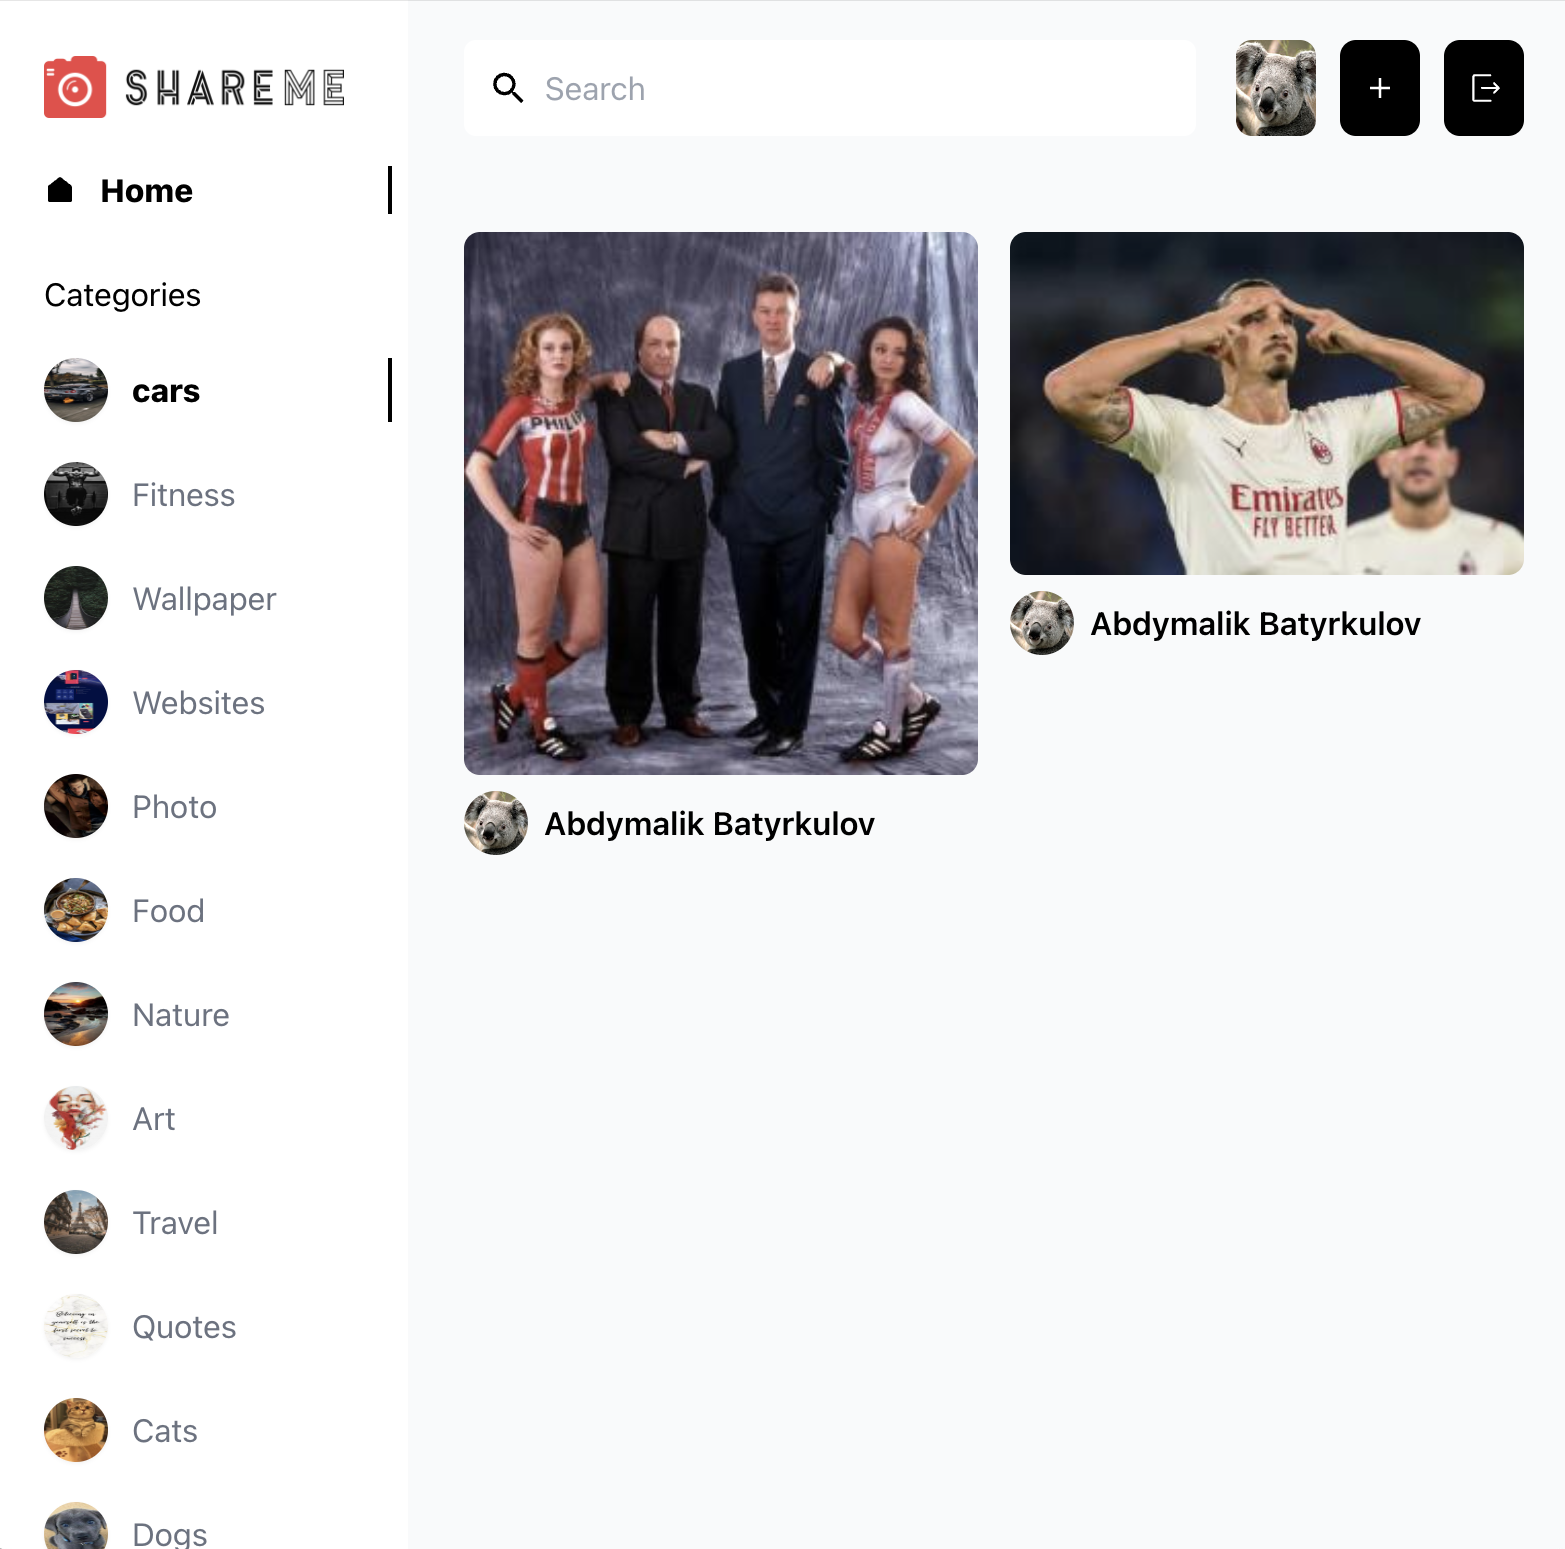 SHAREME
Search
Home
Categories
cars
Fitness
Wallpaper
Websites
Photo
Food
Nature
Art
Travel
Quotes
Cats
Dogs
PHILI
Abdymalik Batyrkulov
Emirates
FLY BETTER
Abdymalik Batyrkulov